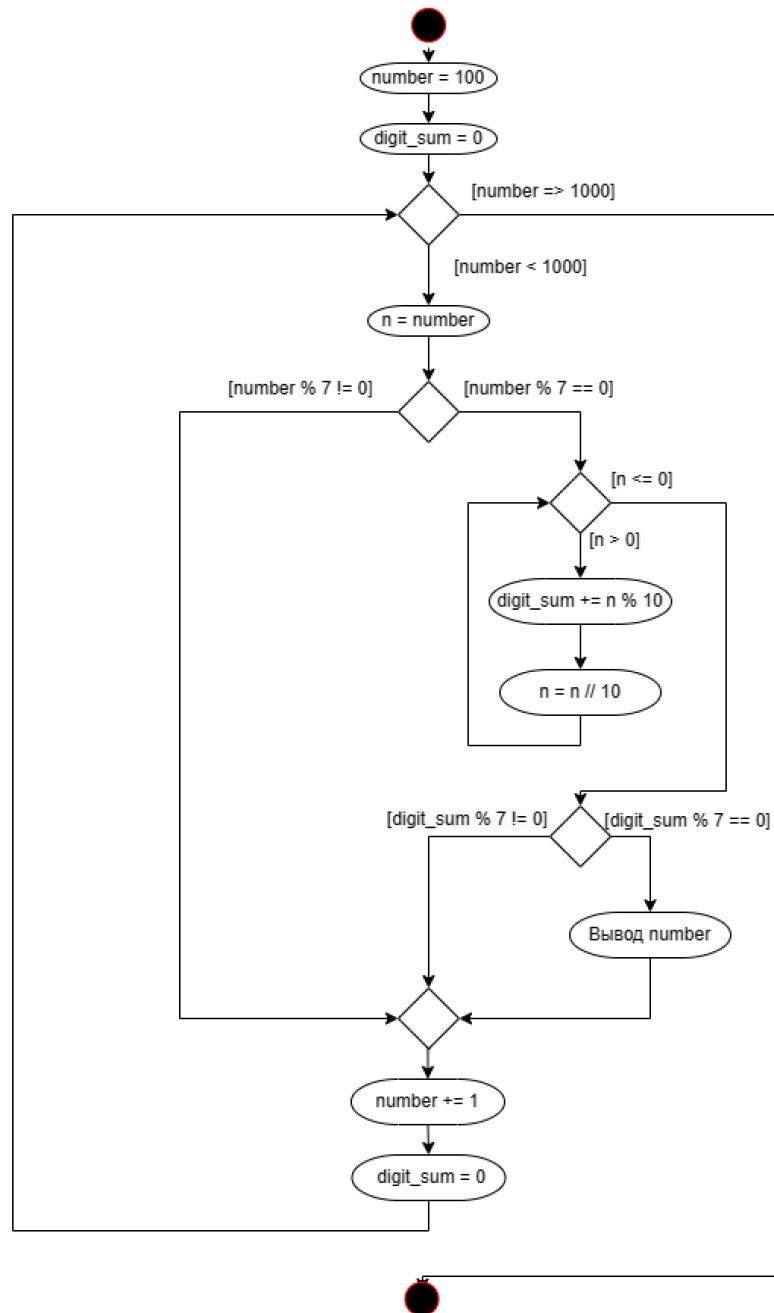 number = 100
digit_sum = 0
[number => 1000]
[number < 1000]
n = number
[number % 7 != 0]
[number % 7 == 0]
[n <= 0]
[n > 0]
digit_sum += n % 10
n = n // 10
[digit_sum % 7 != 0]
[digit_sum % 7 == 0]
Вывод number
number += 1
digit_sum = 0